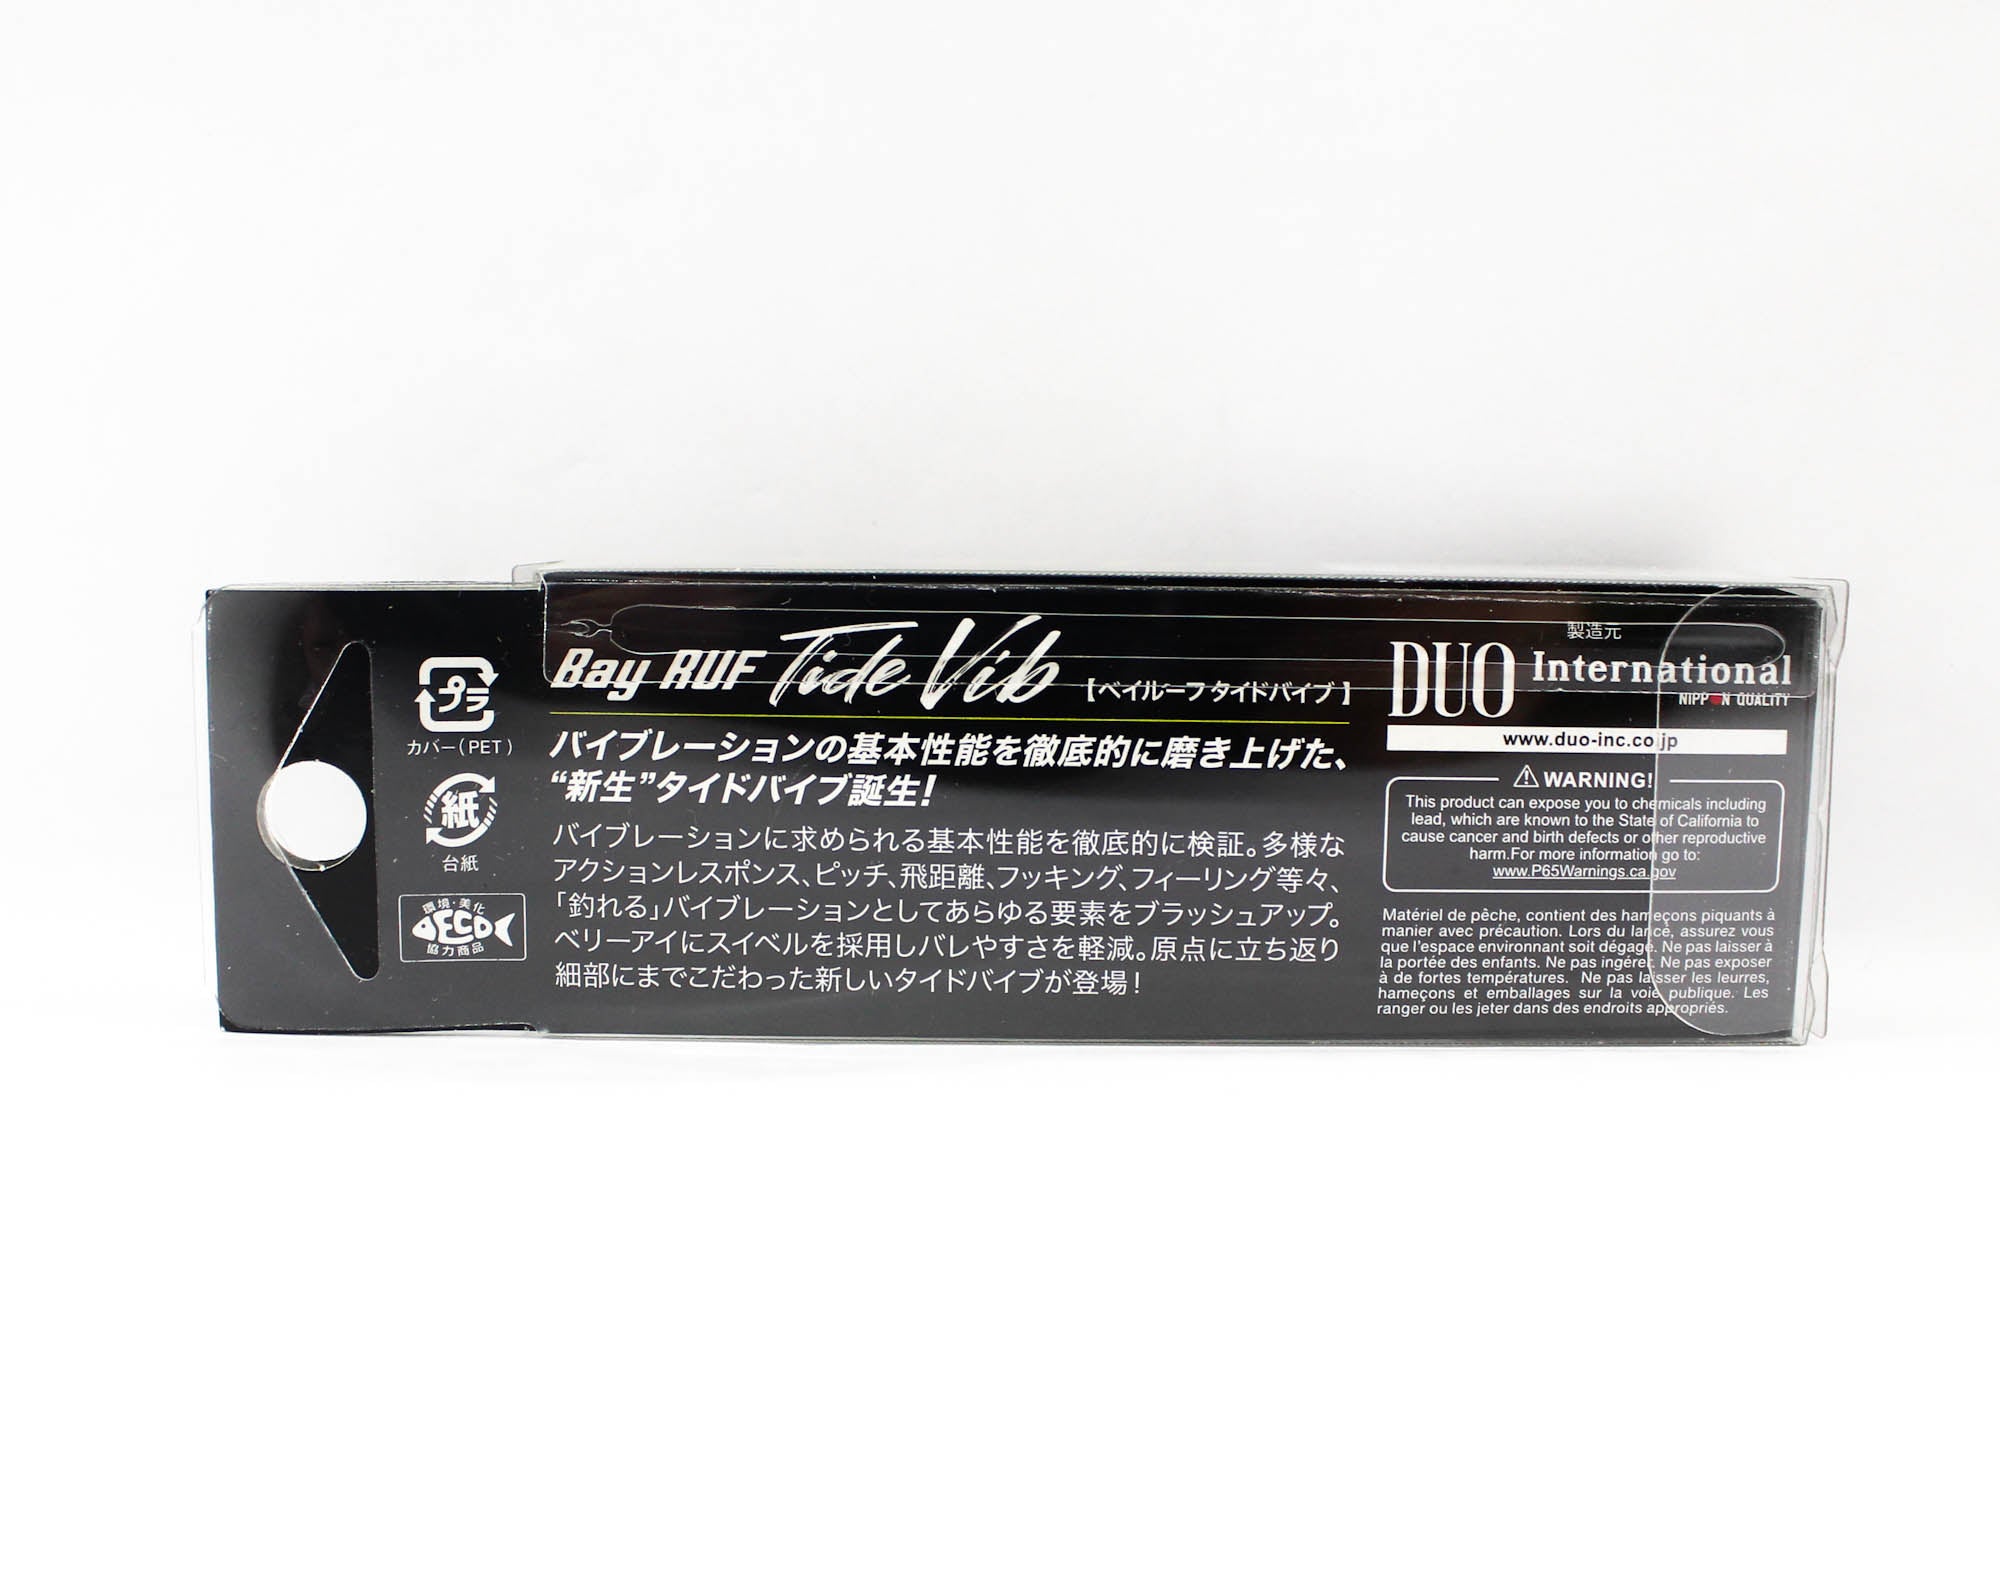 プラ
カバー(PET)
紙
台紙
環境・美化
ECO
協力商品
Bay RUF Tide Vib 【ベイルーフ タイドバイブ】
バイブレーションの基本性能を徹底的に磨き上げた、
“新生”タイドバイブ誕生!
バイブレーションに求められる基本性能を徹底的に検証。多様な
アクションレスポンス、ピッチ、飛距離、フッキング、フィーリング等々、
「釣れる」バイブレーションとしてあらゆる要素をブラッシュアップ。
ベリーアイにスイベルを採用しバレやすさを軽減。原点に立ち返り
細部にまでこだわった新しいタイドバイブが登場!
製造元
DUO International
NIPPON QUALITY
www.duo-inc.co.jp
WARNING!
This product can expose you to chemicals including
lead, which are known to the State of California to
cause cancer and birth defects or other reproductive
harm.For more information go to:
www.P65Warnings.ca.gov
Matériel de pêche, contient des hameçons piquants à
manier avec précaution. Lors du lancé, assurez vous
que l'espace environnant soit dégagé. Ne pas laisser à
la portée des enfants. Ne pas ingérer. Ne pas exposer
à de fortes températures. Ne pas laisser les leurres,
hameçons et emballages sur la voie publique. Les
ranger ou les jeter dans des endroits appropriés.